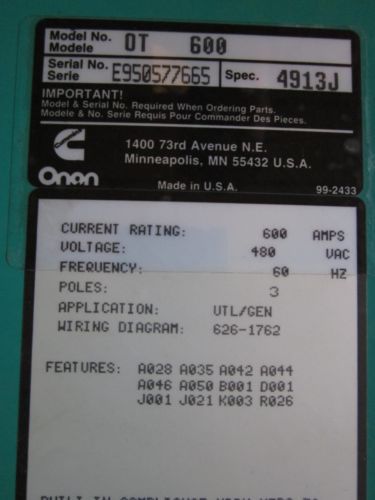 Model No. OT 600
Modele
Serial No. E950577665 Spec. 4913J
Serie
IMPORTANT!
Model & Serial No. Required When Ordering Parts.
Modele & No. Serie Requis Pour Commander Des Pieces.
1400 73rd Avenue N.E.
Minneapolis, MN 55432 U.S.A.
Onan
Made in U.S.A. 99-2433
CURRENT RATING: 600 AMPS
VOLTAGE: 480 VAC
FREQUENCY: 60 HZ
POLES: 3
APPLICATION: UTL/GEN
WIRING DIAGRAM: 626-1762
FEATURES: A028 A035 A042 A044
A046 A050 B001 D001
J001 J021 K003 R026